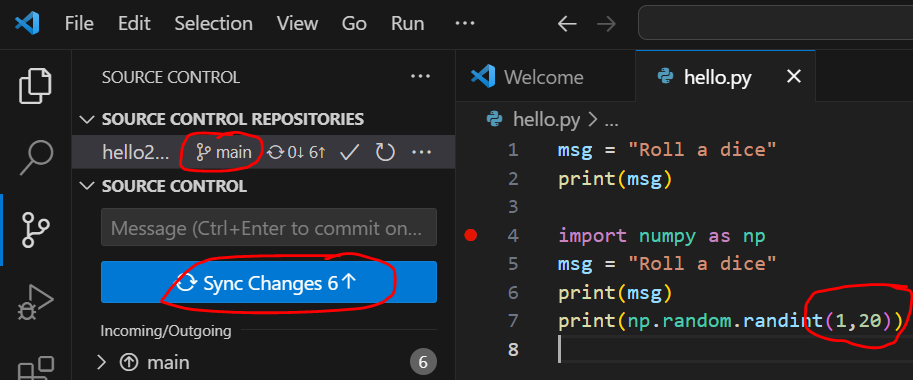 File Edit Selection View Go Run ···
SOURCE CONTROL ···
SOURCE CONTROL REPOSITORIES
hello2... main 0↓ 6↑ ···
SOURCE CONTROL
Message (Ctrl+Enter to commit on...
Sync Changes 6↑
Incoming/Outgoing
main 6
Welcome hello.py
hello.py > ...
1 msg = "Roll a dice"
2 print(msg)
3
4 import numpy as np
5 msg = "Roll a dice"
6 print(msg)
7 print(np.random.randint(1,20))
8